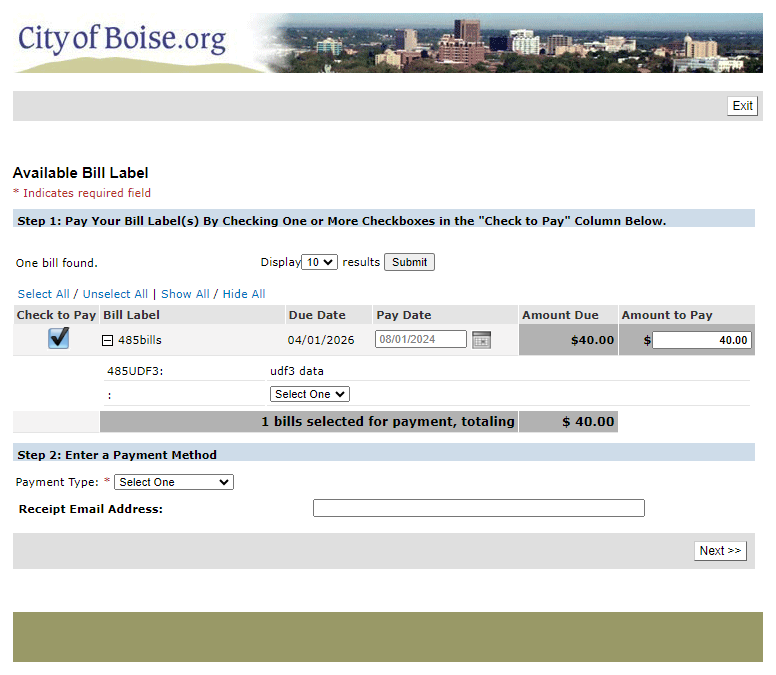 City of Boise.org
Exit
Available Bill Label
* Indicates required field
Step 1: Pay Your Bill Label(s) By Checking One or More Checkboxes in the "Check to Pay" Column Below.
One bill found. Display 10 results Submit
Select All / Unselect All | Show All / Hide All
Check to Pay Bill Label Due Date Pay Date Amount Due Amount to Pay
485bills 04/01/2026 08/01/2024 $40.00 $ 40.00
485UDF3: udf3 data
: Select One
1 bills selected for payment, totaling $ 40.00
Step 2: Enter a Payment Method
Payment Type: * Select One
Receipt Email Address:
Next >>